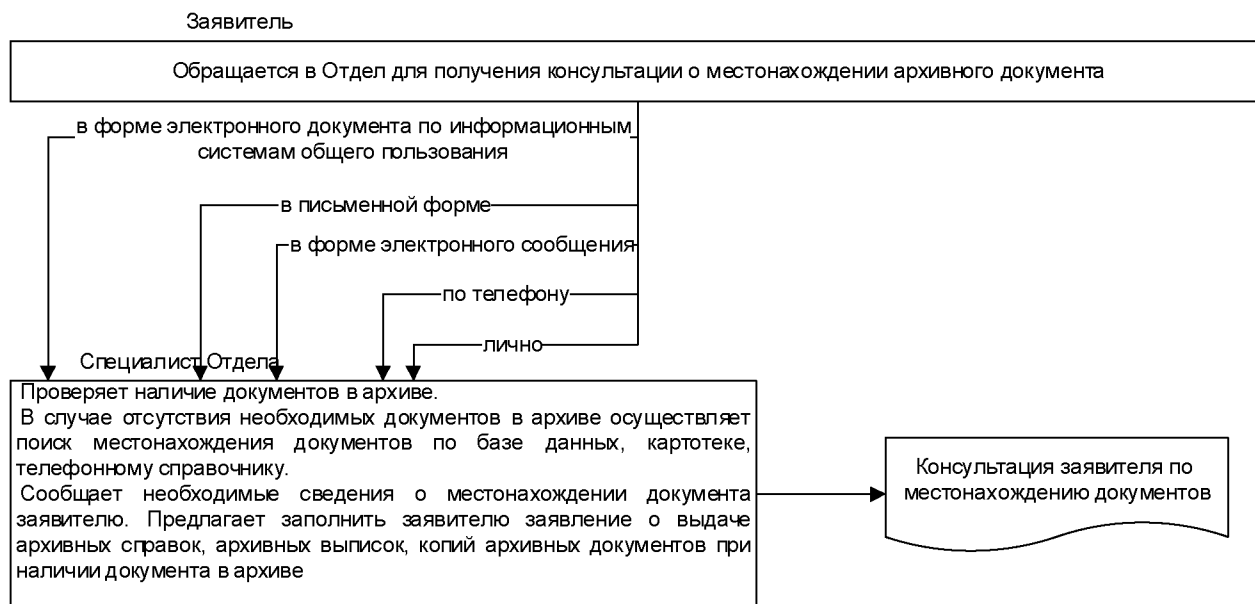 Заявитель
Обращается в Отдел для получения консультации о местонахождении архивного документа
в форме электронного документа по информационным
системам общего пользования
в письменной форме
в форме электронного сообщения
по телефону
лично
Специалист Отдела
Проверяет наличие документов в архиве.
В случае отсутствия необходимых документов в архиве осуществляет
поиск местонахождения документов по базе данных, картотеке,
телефонному справочнику.
Сообщает необходимые сведения о местонахождении документа
заявителю. Предлагает заполнить заявителю заявление о выдаче
архивных справок, архивных выписок, копий архивных документов при
наличии документа в архиве
Консультация заявителя по
местонахождению документов